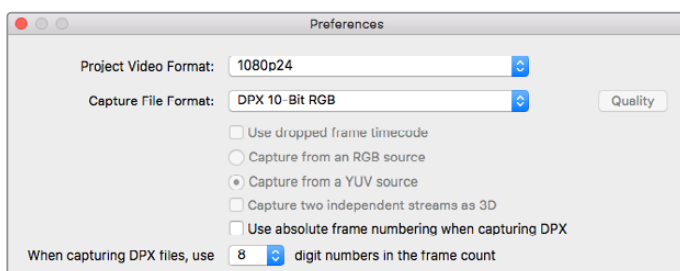 Preferences
Project Video Format: 1080p24
Capture File Format: DPX 10-Bit RGB Quality
Use dropped frame timecode
Capture from an RGB source
Capture from a YUV source
Capture two independent streams as 3D
Use absolute frame numbering when capturing DPX
When capturing DPX files, use 8 digit numbers in the frame count